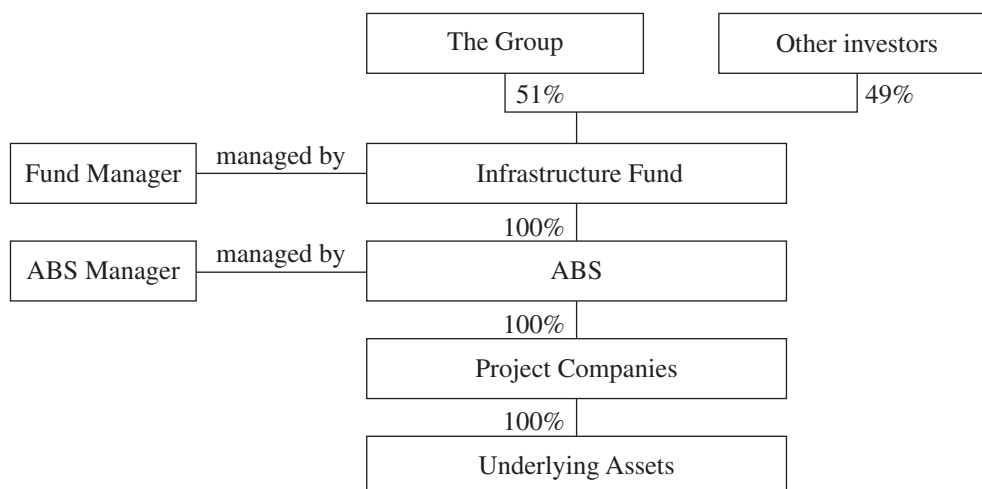 The Group
Other investors
51%
49%
Fund Manager
managed by
Infrastructure Fund
100%
ABS Manager
managed by
ABS
100%
Project Companies
100%
Underlying Assets